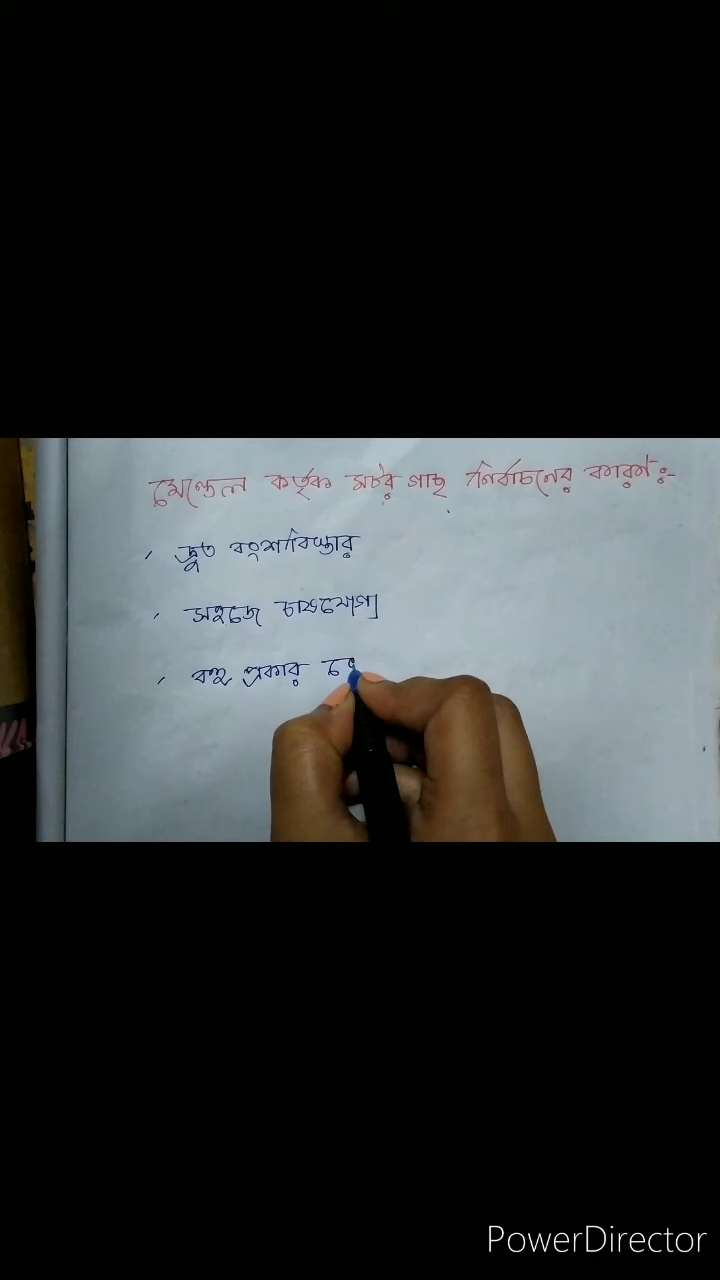 মেন্ডেল কর্তৃক মটর গাছ নির্বাচনের কারণ :-
দ্রুত বংশবিস্তার
সহজে চাষযোগ্য
বহু প্রকার
PowerDirector